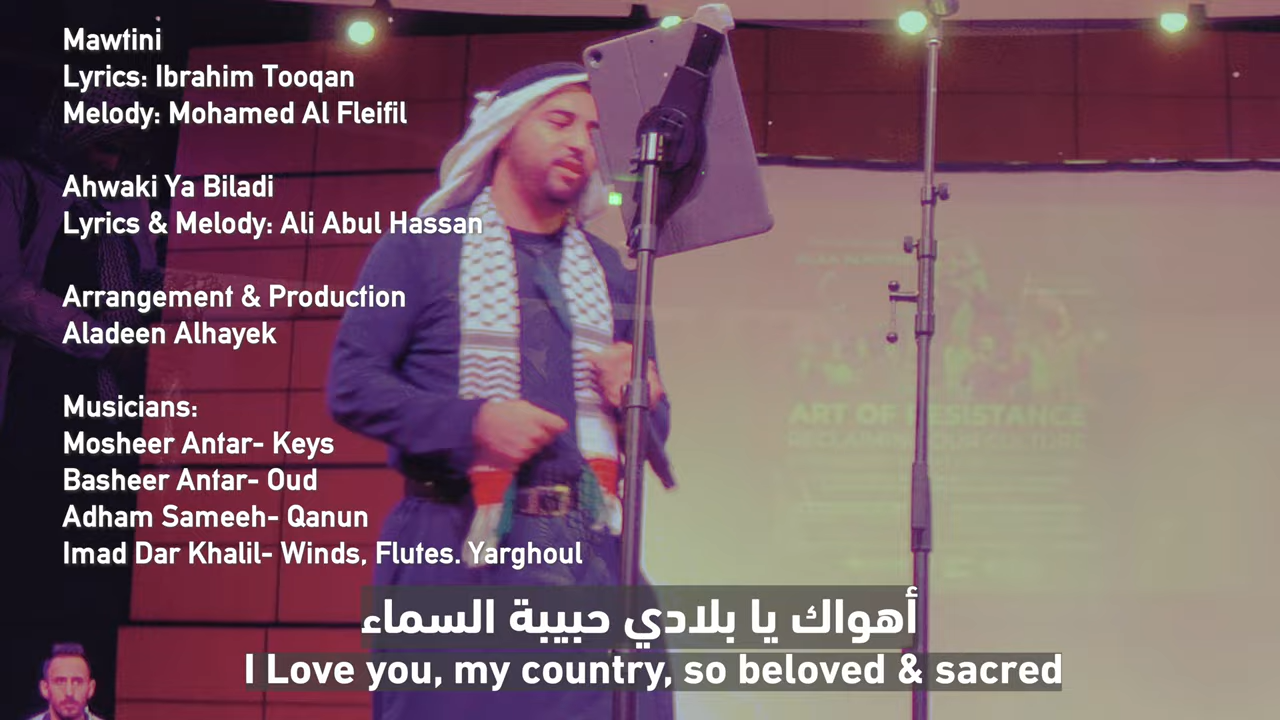 Mawtini
Lyrics: Ibrahim Tooqan
Melody: Mohamed Al Fleifil
Ahwaki Ya Biladi
Lyrics & Melody: Ali Abul Hassan
Arrangement & Production
Aladeen Alhayek
Musicians:
Mosheer Antar- Keys
Basheer Antar- Oud
Adham Sameeh- Qanun
Imad Dar Khalil- Winds, Flutes. Yarghoul
ART OF RESISTANCE
أهواك يا بلادي حبيبة السماء
I Love you, my country, so beloved & sacred